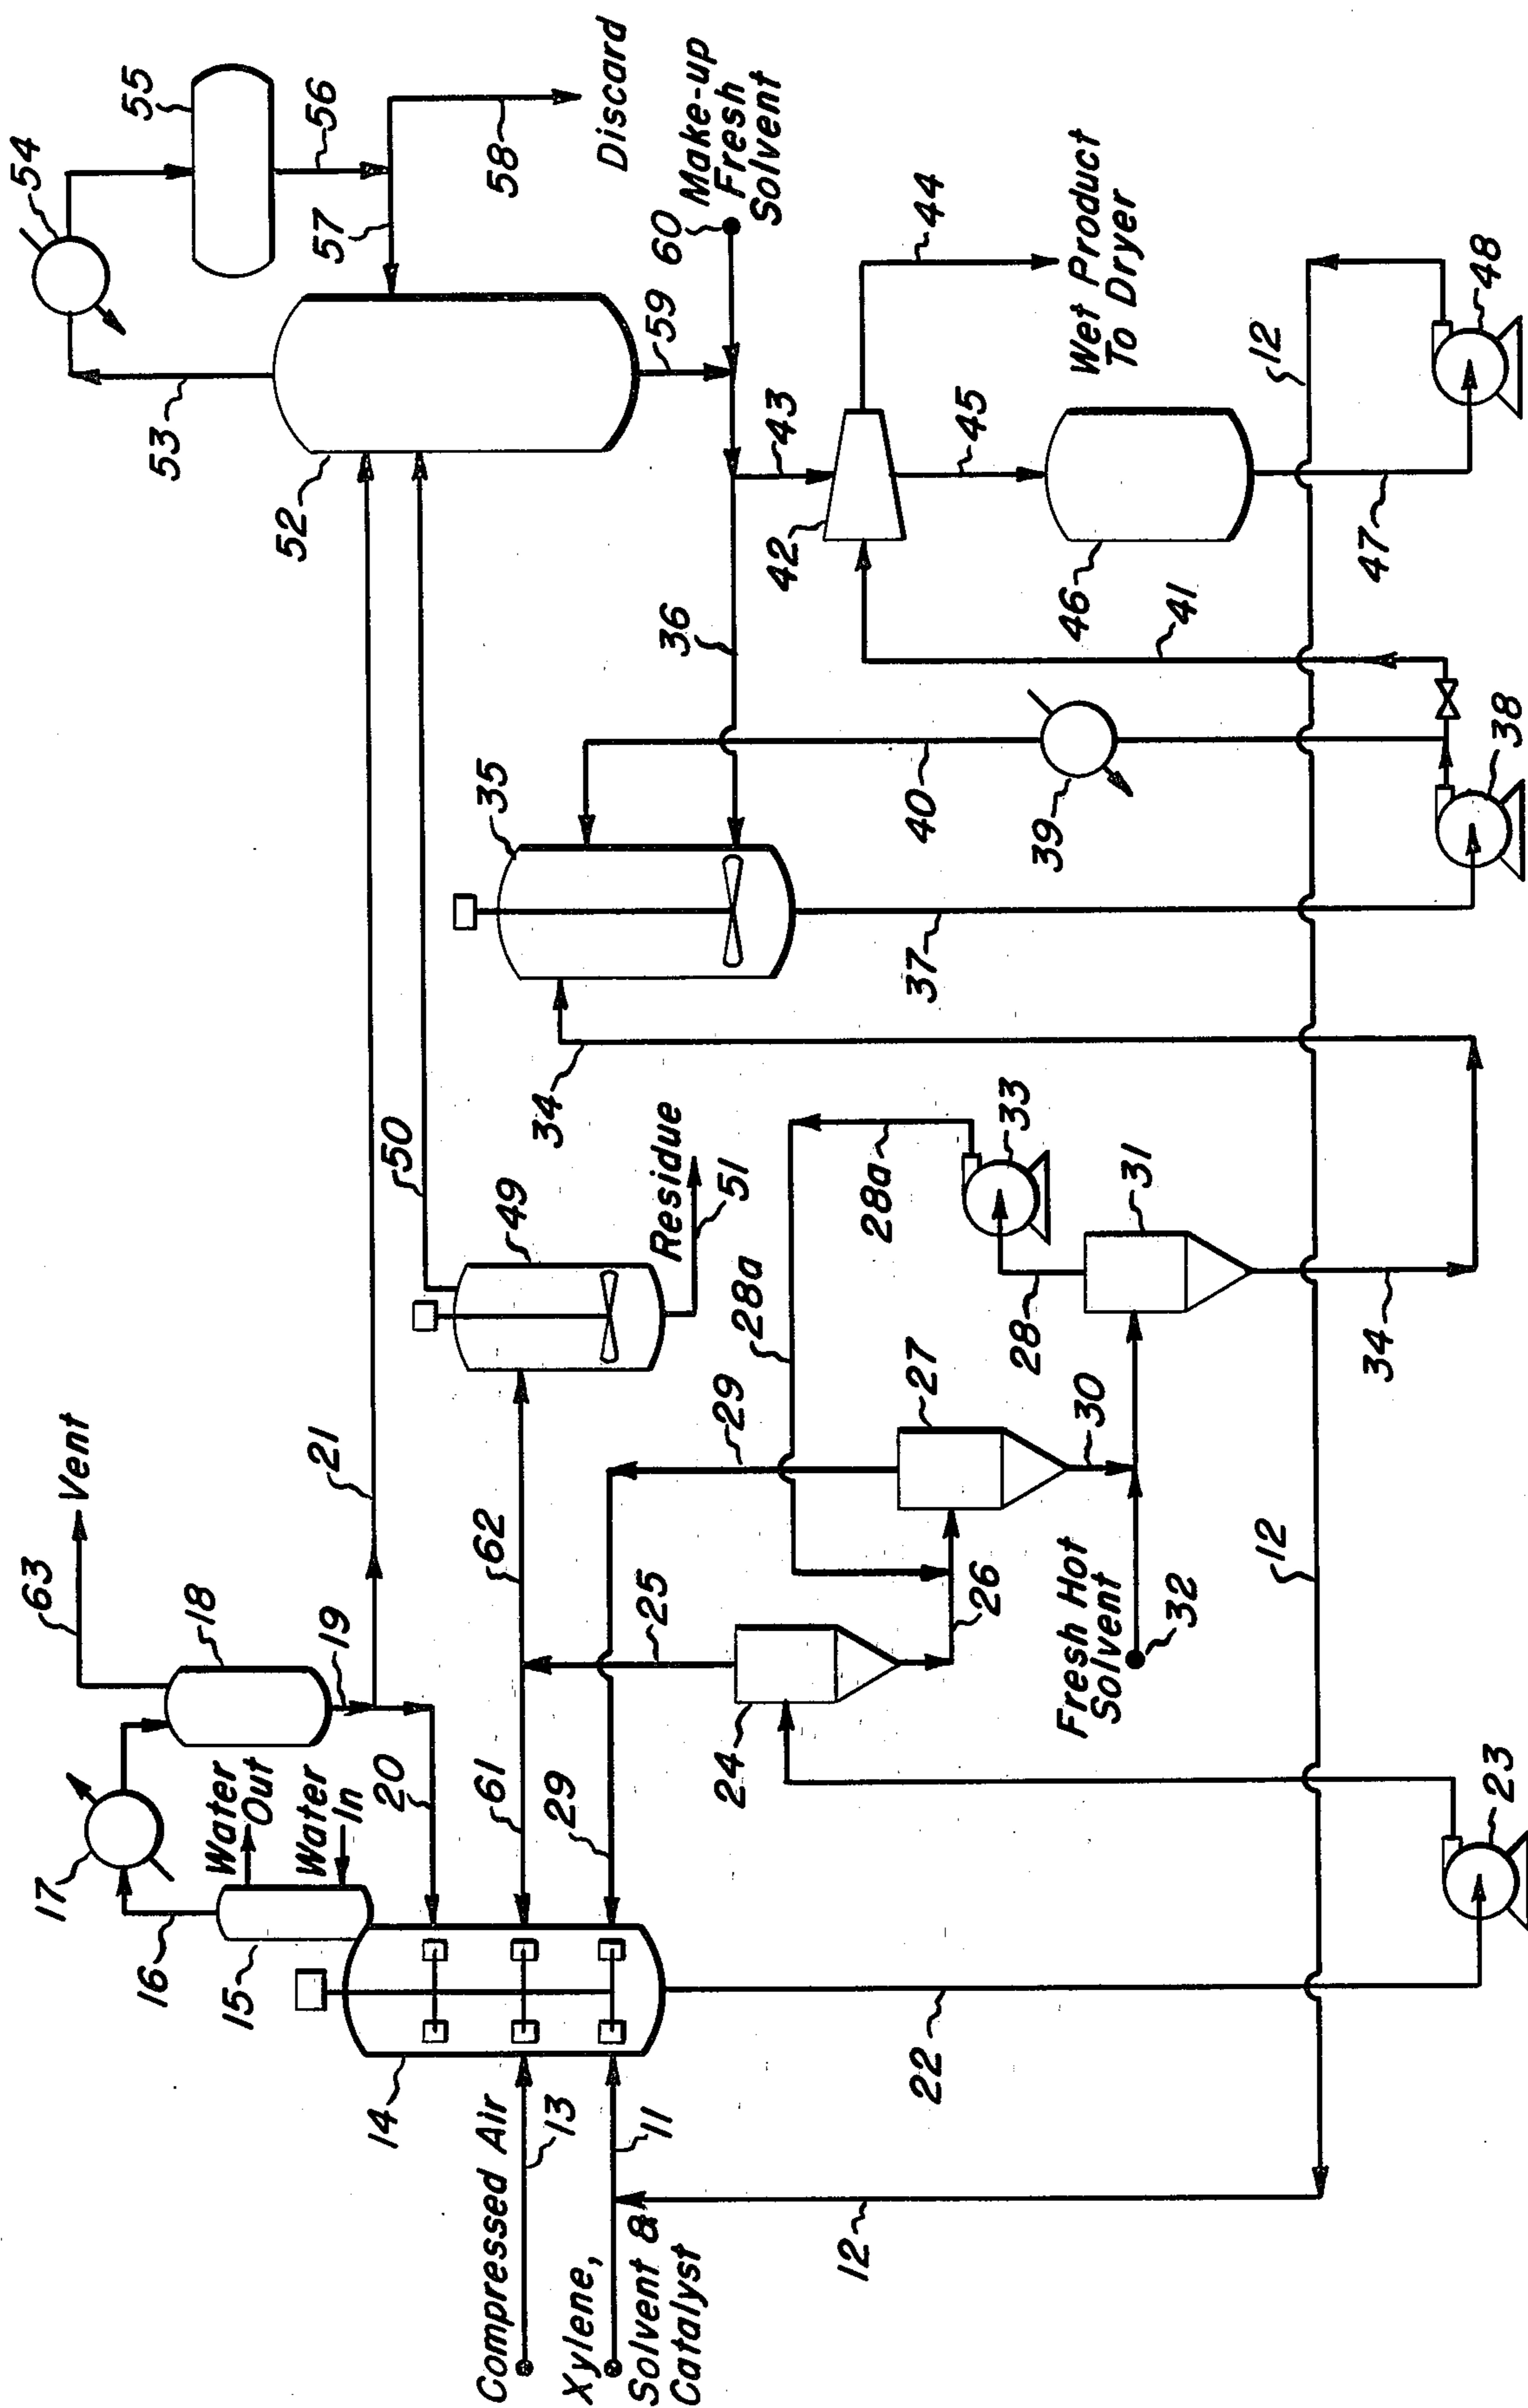 63
Vent
17
18
16
19
Water
Out
15
Water
In
20
21
14
Compressed Air
13
61
62
50
49
Residue
51
Xylene,
Solvent &
Catalyst
11
29
25
29
28a
12
24
26
27
30
Fresh Hot
Solvent
32
28
28a
33
31
22
23
12
34
34
35
37
40
39
38
36
41
52
53
54
55
56
57
58
Discard
59
60
Make-up
Fresh
Solvent
43
42
44
Wet Product
To Dryer
45
46
47
12
48